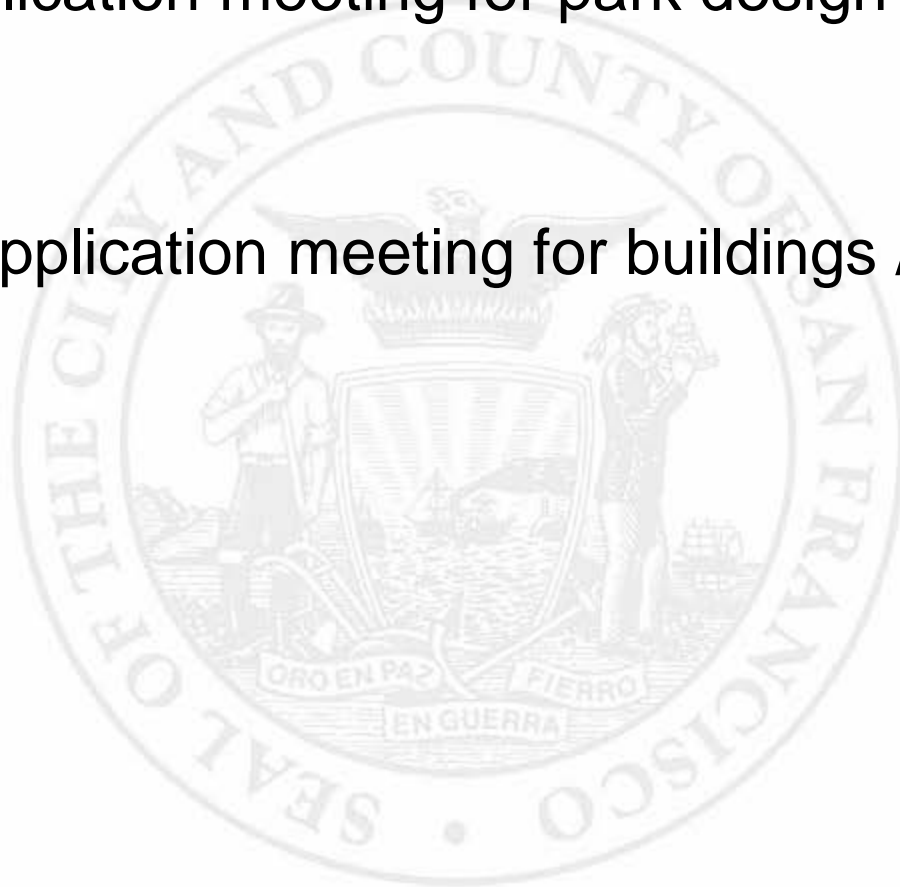 lication meeting for park design
pplication meeting for buildings
SEAL OF THE CITY AND COUNTY OF SAN FRANCISCO
ORO EN PAZ
FIERRO
EN GUERRA